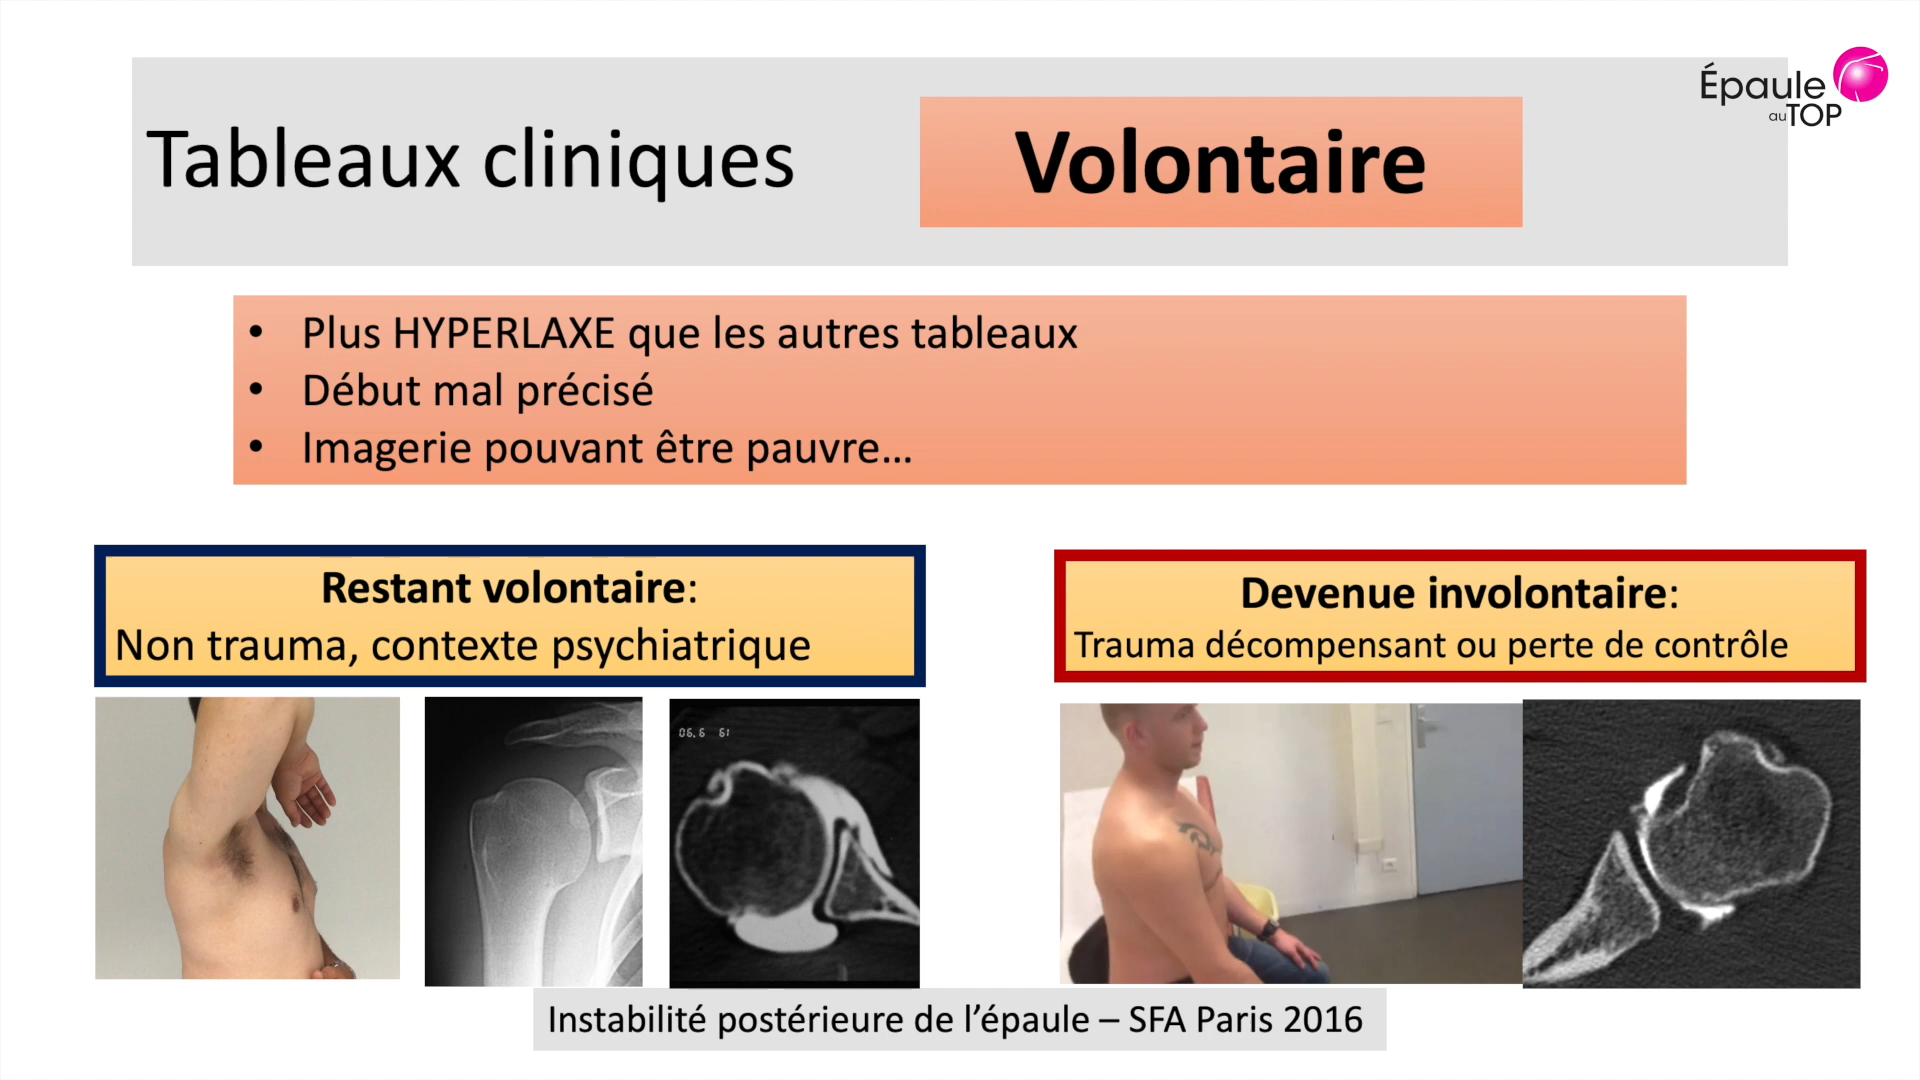 Épaule
au TOP
Tableaux cliniques
Volontaire
• Plus HYPERLAXE que les autres tableaux
• Début mal précisé
• Imagerie pouvant être pauvre...
Restant volontaire:
Non trauma, contexte psychiatrique
Devenue involontaire:
Trauma décompensant ou perte de contrôle
Instabilité postérieure de l’épaule – SFA Paris 2016